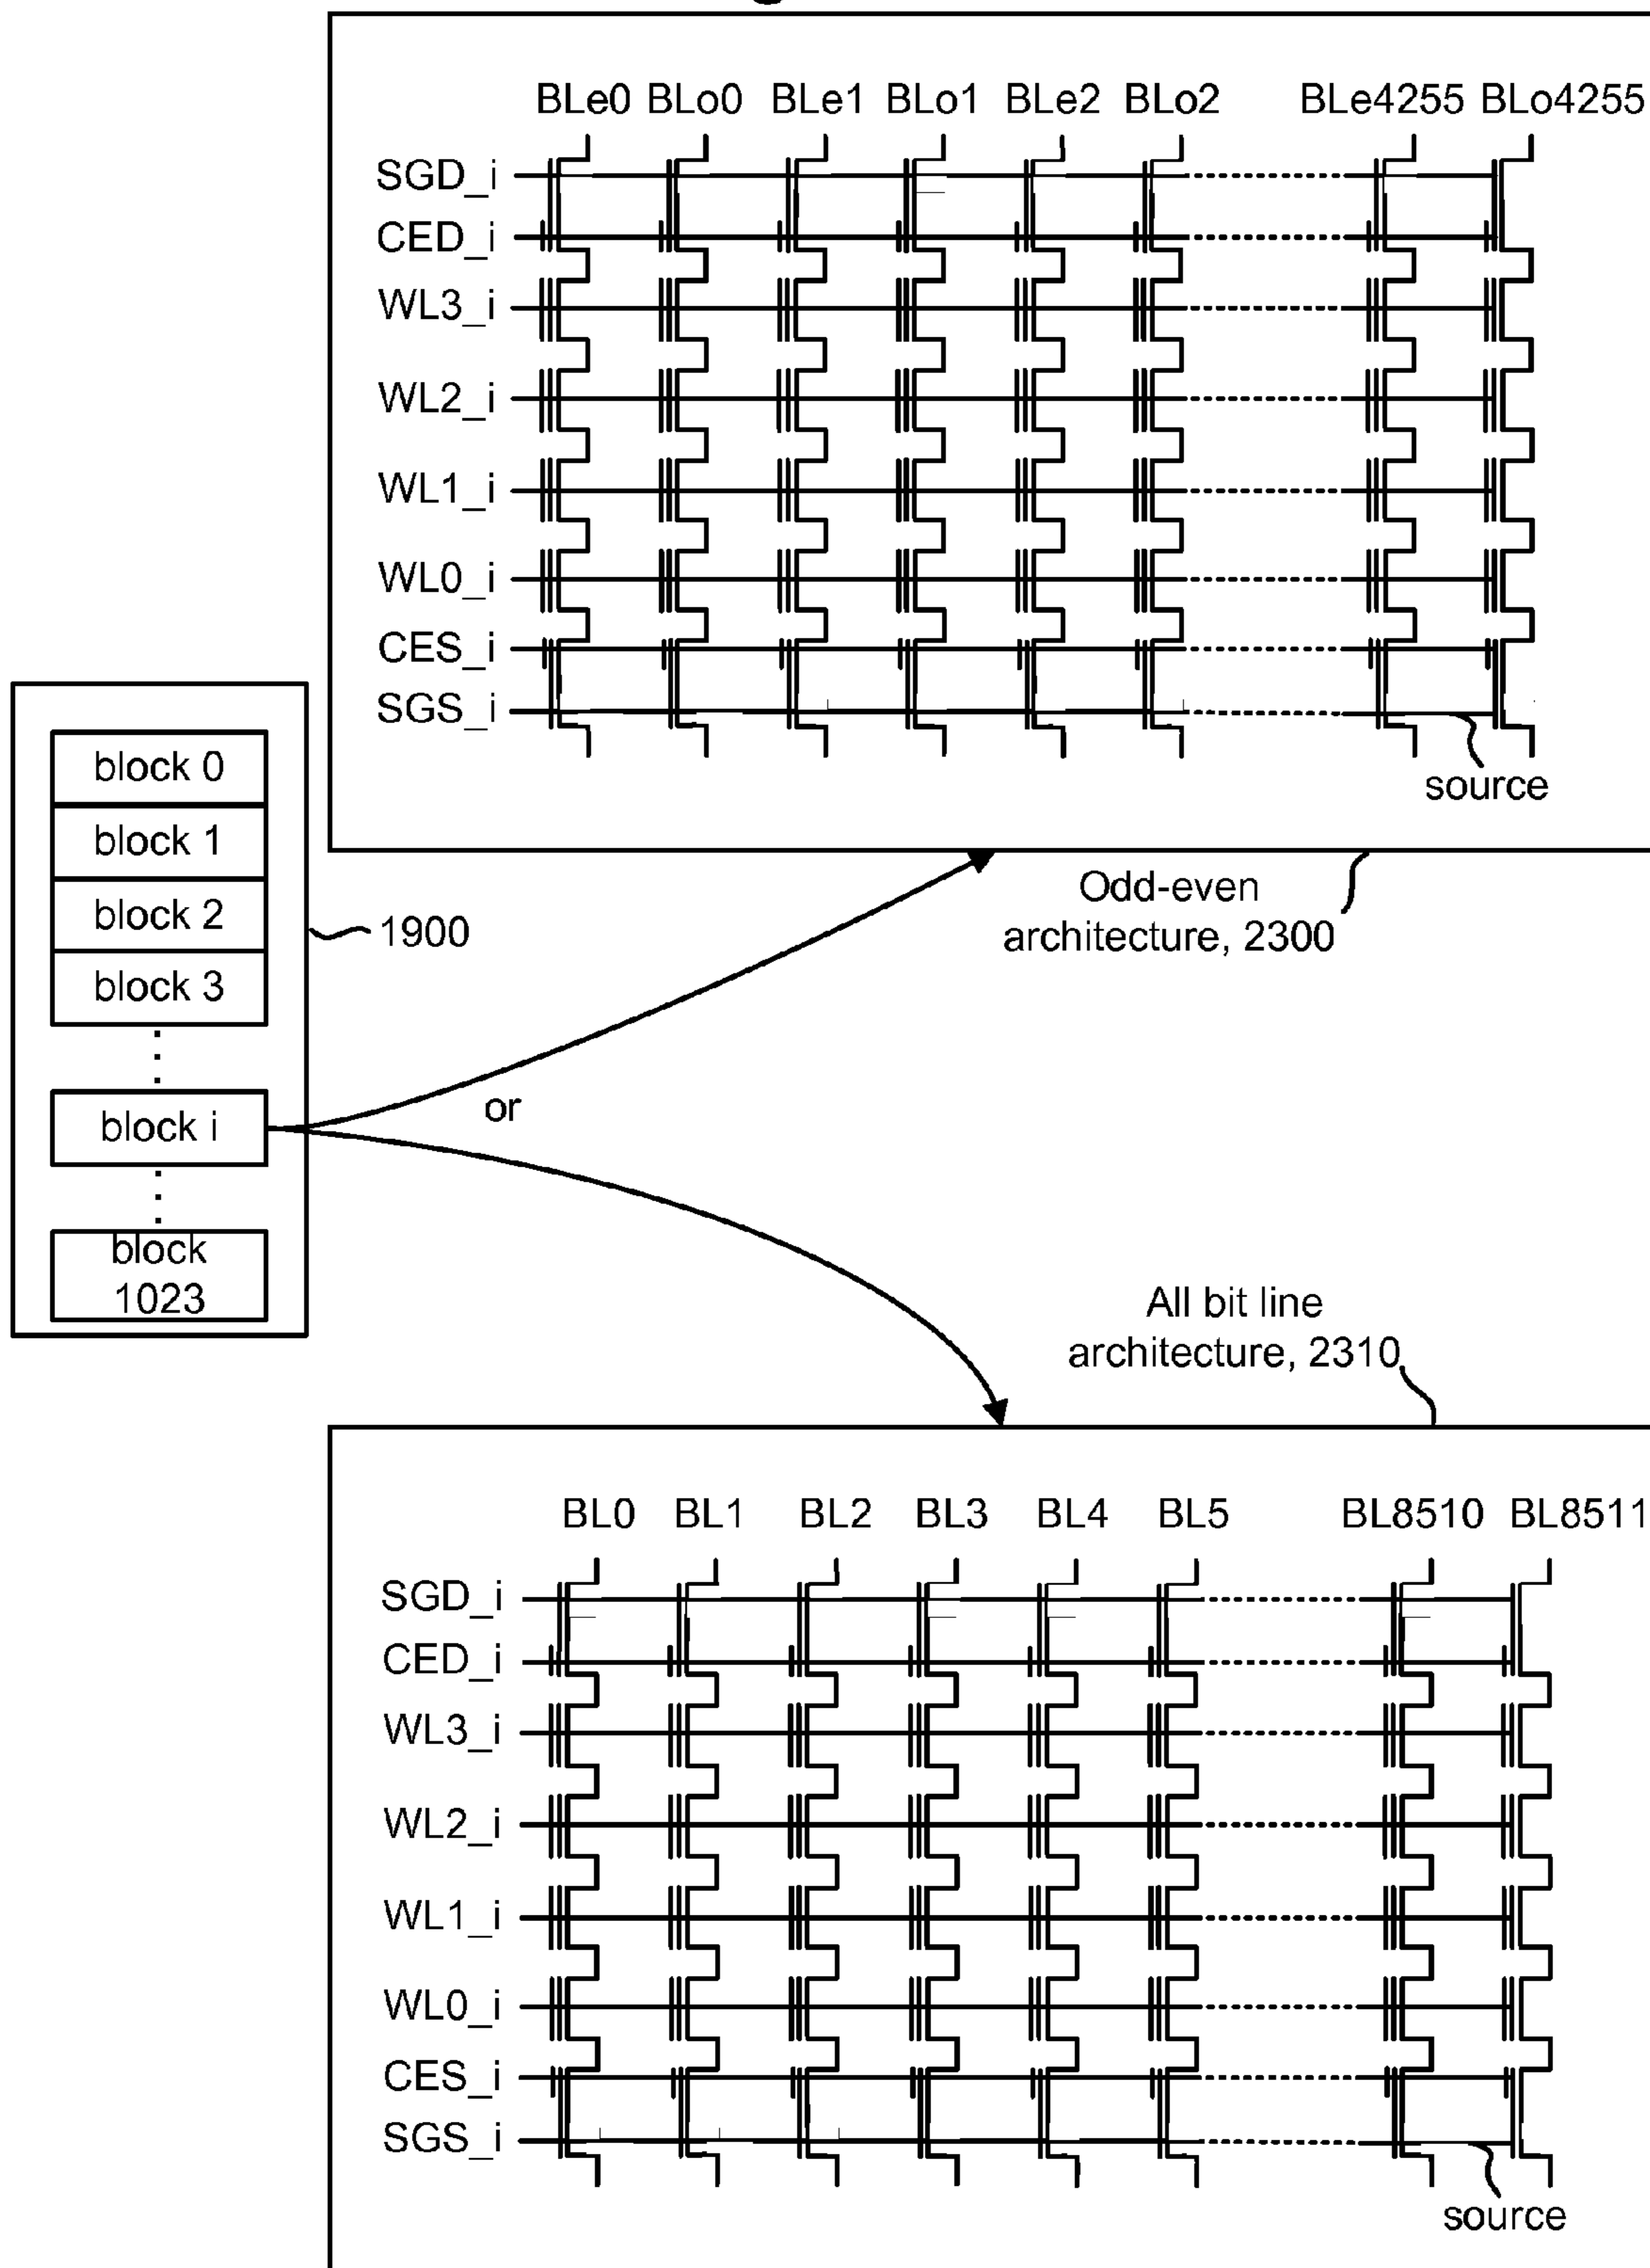 BLe0 BLo0 BLe1 BLo1 BLe2 BLo2 BLe4255 BLo4255
SGD_i
CED_i
WL3_i
WL2_i
WL1_i
WL0_i
CES_i
SGS_i
source
Odd-even
architecture, 2300
block 0
block 1
block 2
block 3
block i
block
1023
1900
or
All bit line
architecture, 2310
BL0 BL1 BL2 BL3 BL4 BL5 BL8510 BL8511
SGD_i
CED_i
WL3_i
WL2_i
WL1_i
WL0_i
CES_i
SGS_i
source